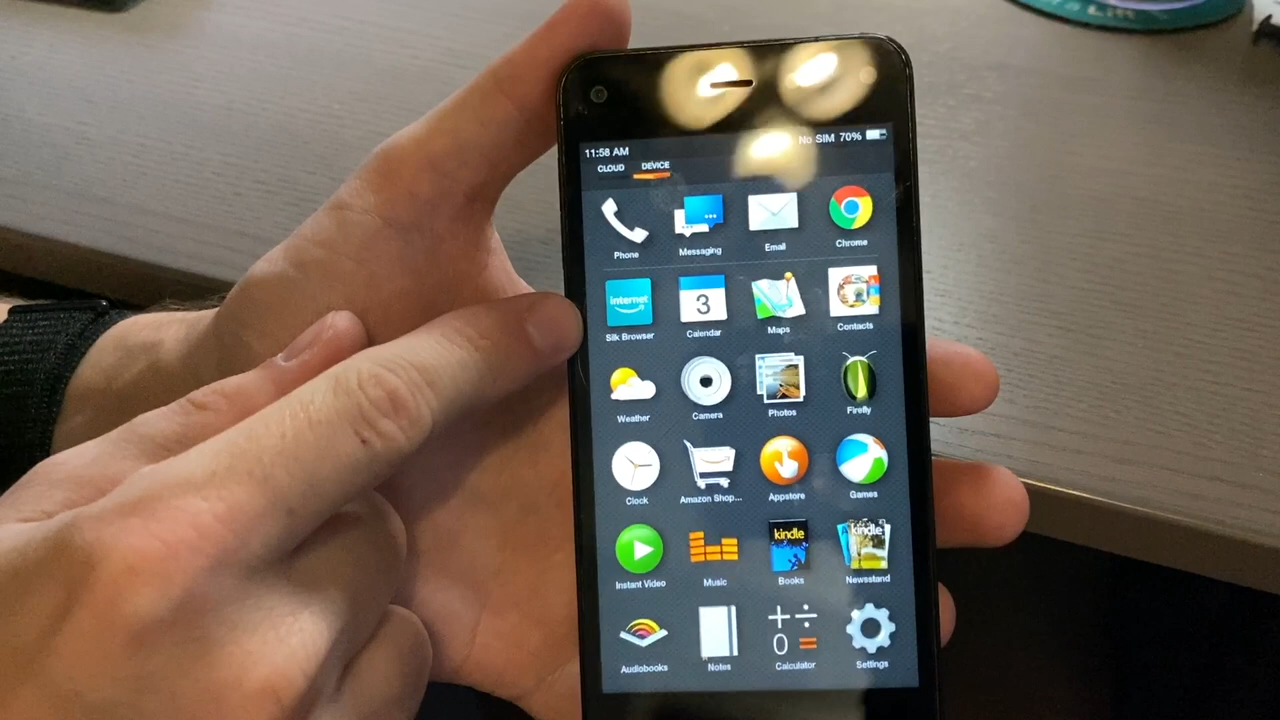 a Lift
11:58 AM No SIM 70%
CLOUD DEVICE
Phone Messaging Email Chrome
internet
3
Silk Browser Calendar Maps Contacts
Weather Camera Photos Firefly
Clock Amazon Shop... Appstore Games
kindle kindle
Instant Video Music Books Newsstand
+ ÷
0 =
Audiobooks Notes Calculator Settings